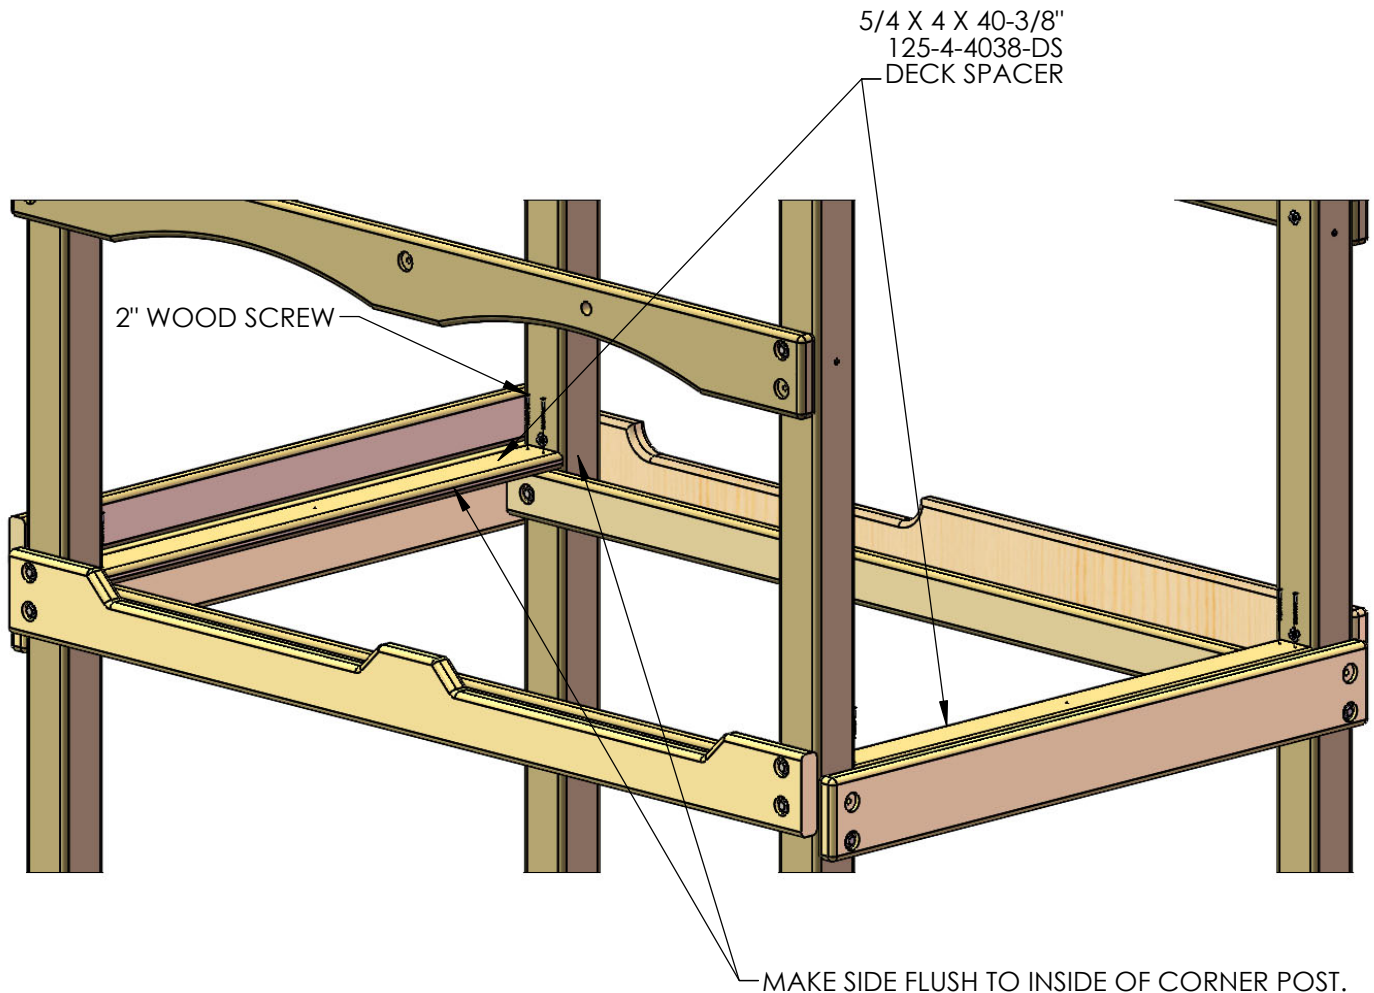 5/4 X 4 X 40-3/8"
125-4-4038-DS
DECK SPACER
2" WOOD SCREW
MAKE SIDE FLUSH TO INSIDE OF CORNER POST.